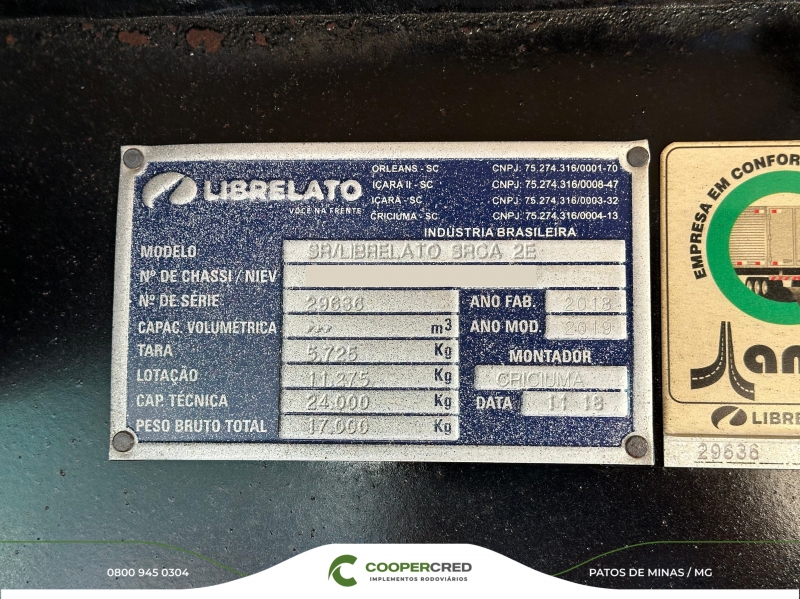 LIBRELATO
VOCÊ NA FRENTE
ORLEANS - SC CNPJ: 75.274.316/0001-70
IÇARA II - SC CNPJ: 75.274.316/0008-47
IÇARA - SC CNPJ: 75.274.316/0003-32
CRICIUMA - SC CNPJ: 75.274.316/0004-13
INDÚSTRIA BRASILEIRA
MODELO SR/LIBRELATO SRCA 2E
Nº DE CHASSI / NIEV
Nº DE SÉRIE 29636 ANO FAB. 2018
CAPAC. VOLUMÉTRICA *** m³ ANO MOD. 2019
TARA 5.725 Kg MONTADOR
LOTAÇÃO 11.275 Kg CRICIUMA
CAP. TÉCNICA 24.000 Kg DATA 11 18
PESO BRUTO TOTAL 17.000 Kg
EMPRESA EM CONFOR
LIBREL
29636
0800 945 0304
COOPERCRED
IMPLEMENTOS RODOVIÁRIOS
PATOS DE MINAS / MG